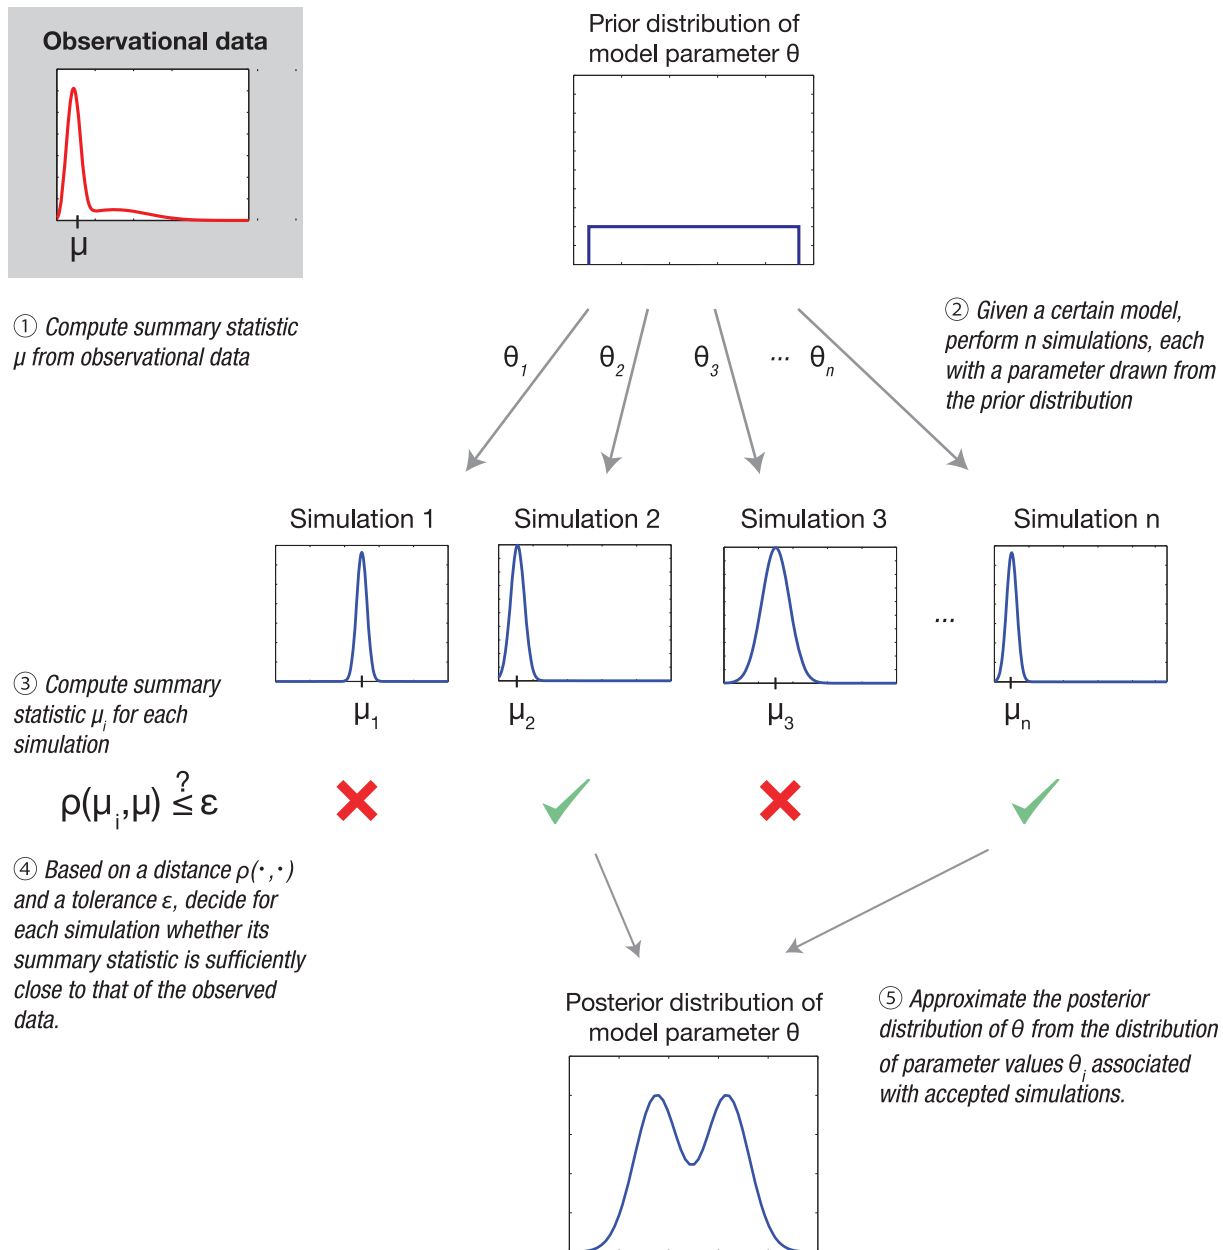 Observational data
μ
Prior distribution of
model parameter θ
① Compute summary statistic
μ from observational data
② Given a certain model,
perform n simulations, each
with a parameter drawn from
the prior distribution
θ1 θ2 θ3 ... θn
Simulation 1 Simulation 2 Simulation 3 Simulation n
...
μ1 μ2 μ3 μn
③ Compute summary
statistic μi for each
simulation
ρ(μi,μ) ≤? ε
④ Based on a distance ρ(·,·)
and a tolerance ε, decide for
each simulation whether its
summary statistic is sufficiently
close to that of the observed
data.
Posterior distribution of
model parameter θ
⑤ Approximate the posterior
distribution of θ from the distribution
of parameter values θi associated
with accepted simulations.